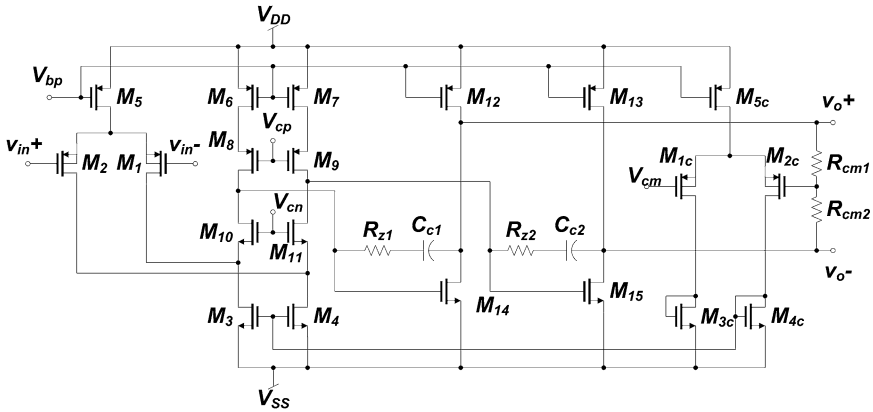 V_DD
V_bp
M_5
M_6
M_7
M_12
M_13
M_5c
v_o+
V_cp
v_in+
v_in-
M_2
M_1
M_8
M_9
M_1c
M_2c
R_cm1
V_cm
V_cn
R_cm2
M_10
M_11
R_z1
C_c1
R_z2
C_c2
v_o-
M_14
M_15
M_3
M_4
M_3c
M_4c
V_SS